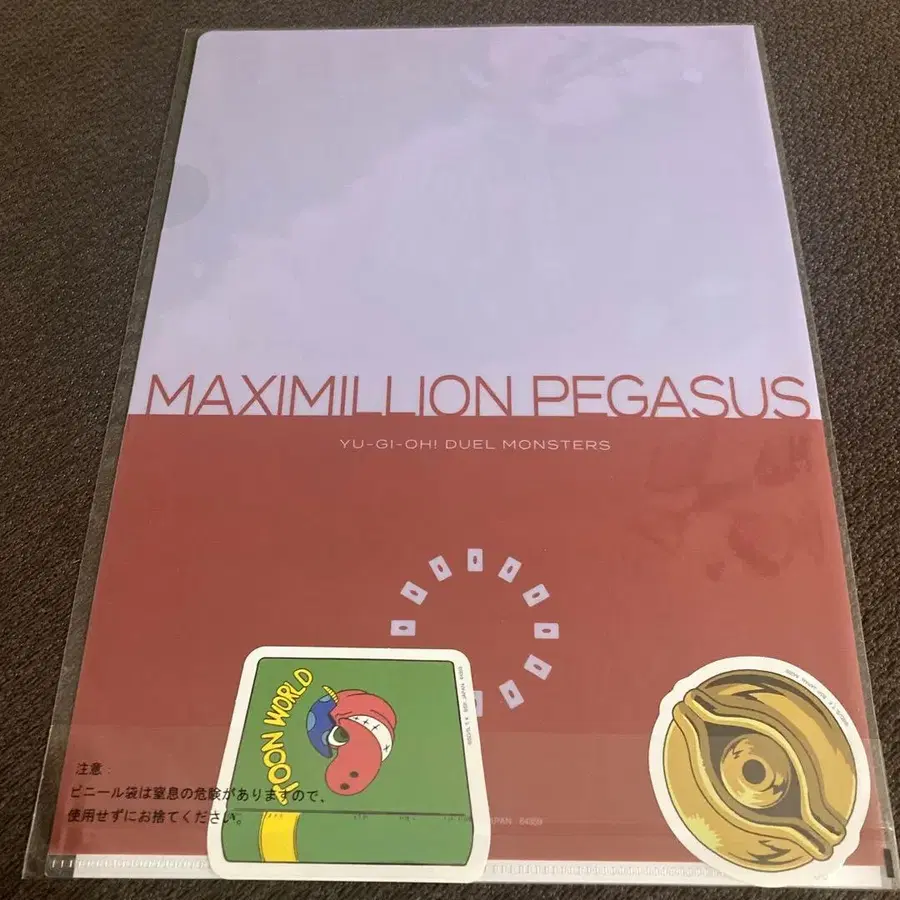 MAXIMILLION PEGASUS
YU-GI-OH! DUEL MONSTERS
TOON WORLD
注意:
ビニール袋は窒息の危険がありますので、
使用せずにお捨てください。
JAPAN